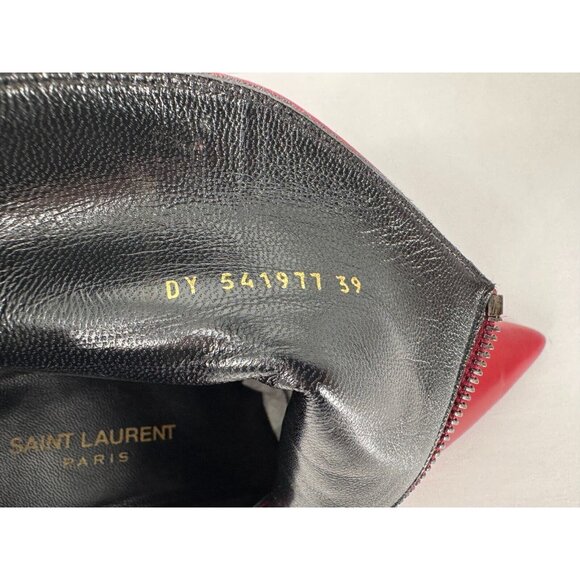 DY 541977 39
SAINT LAURENT
PARIS